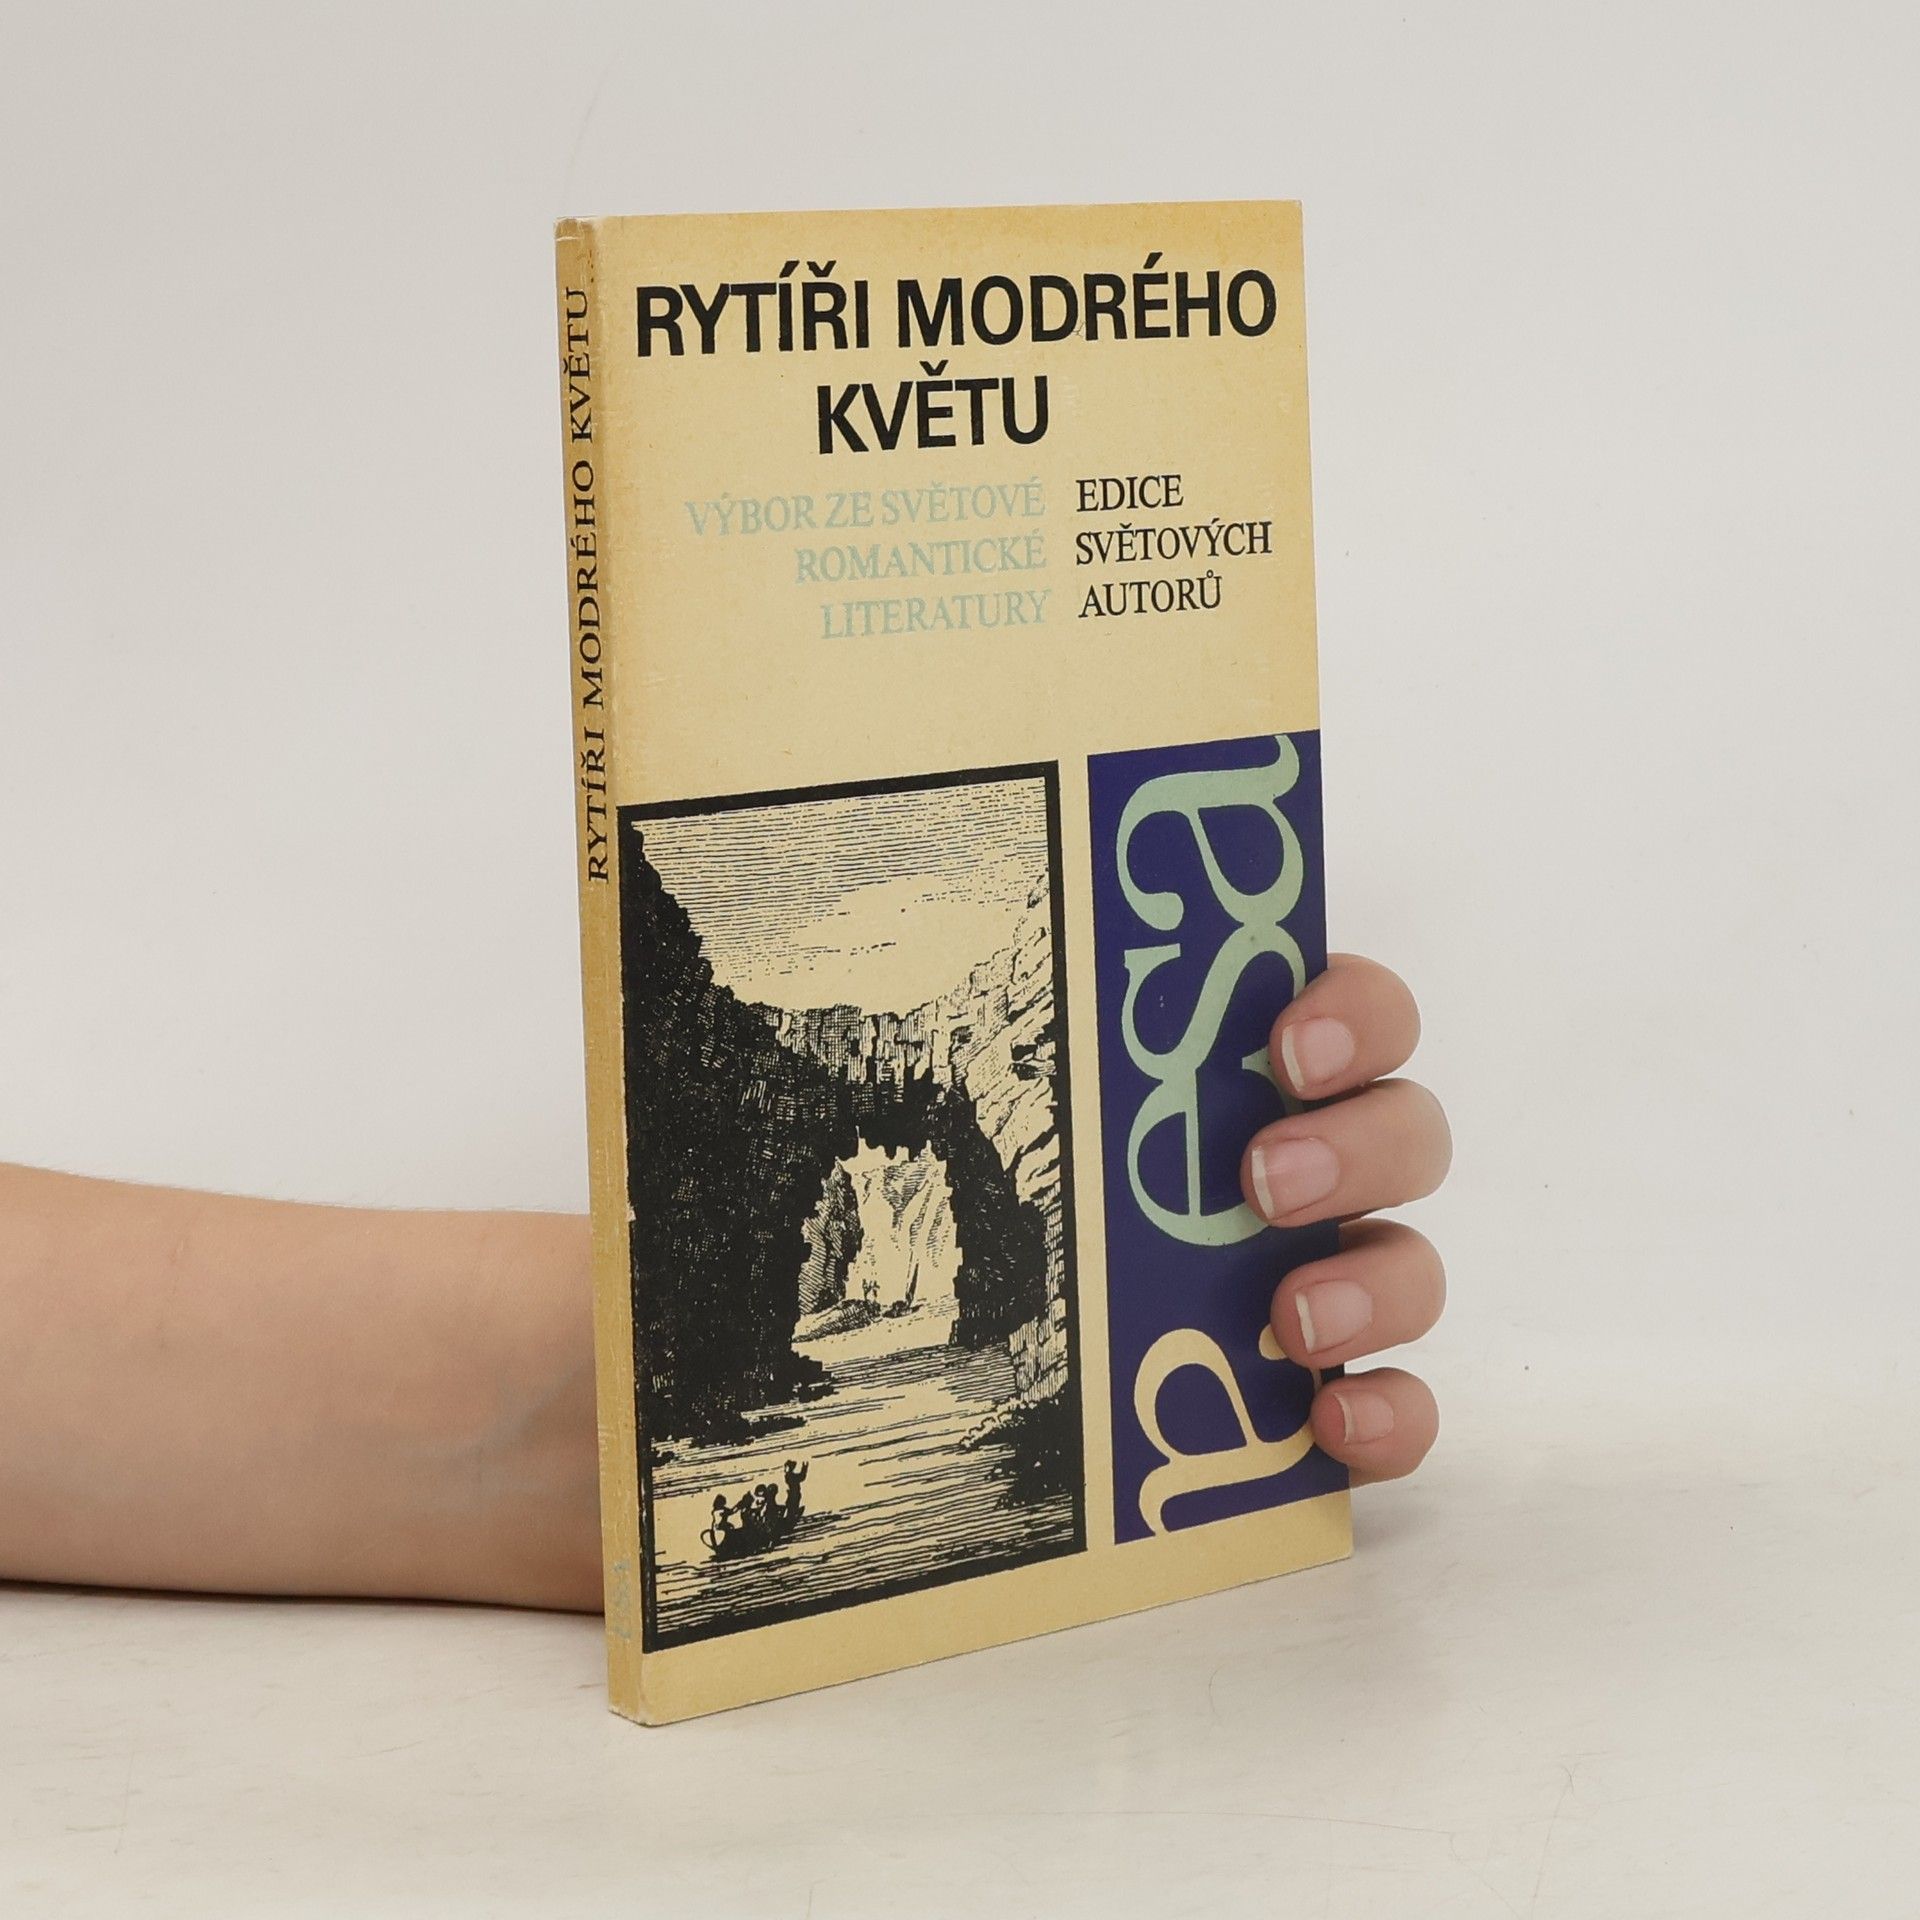 RYTÍŘI MODRÉHO
KVĚTU
VÝBOR ZE SVĚTOVÉ
ROMANTICKÉ
LITERATURY
EDICE
SVĚTOVÝCH
AUTORŮ
esa
RYTÍŘI MODRÉHO KVĚTU